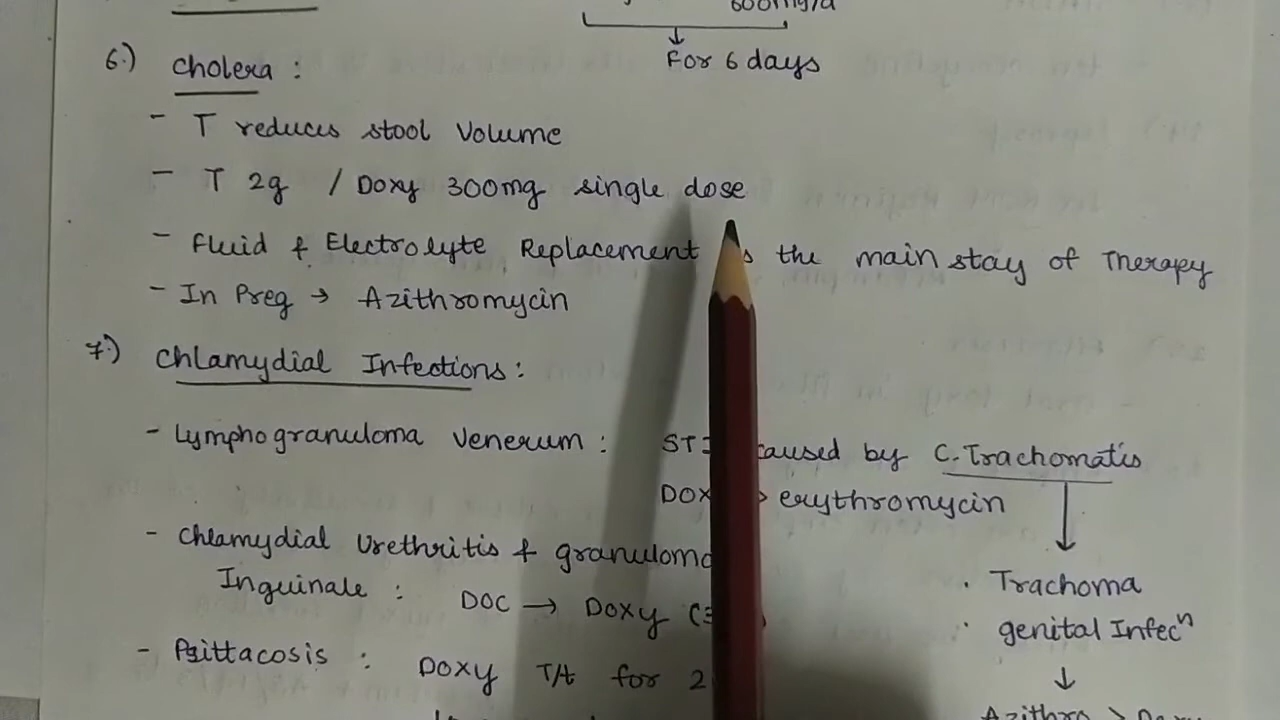 600mg/d
For 6 days
6.) Cholera :
- T reduces stool Volume
- T 2g / Doxy 300mg single dose
- Fluid & Electrolyte Replacement the main stay of Therapy
- In Preg → Azithromycin
7.) Chlamydial Infections :
- Lymphogranuloma Venerum : caused by C. Trachomatis
> erythromycin
- Chlamydial Urethritis &
Inguinale : DOC → Doxy
- Psittacosis : Doxy for 2
· Trachoma
· genital Infecⁿ
↓